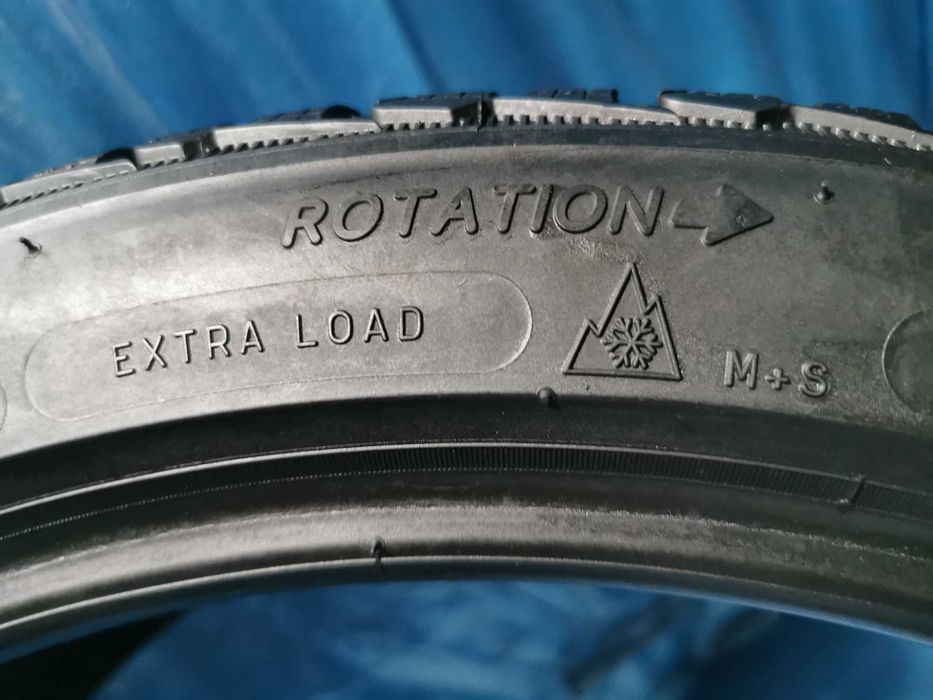 ROTATION
EXTRA LOAD
M+S